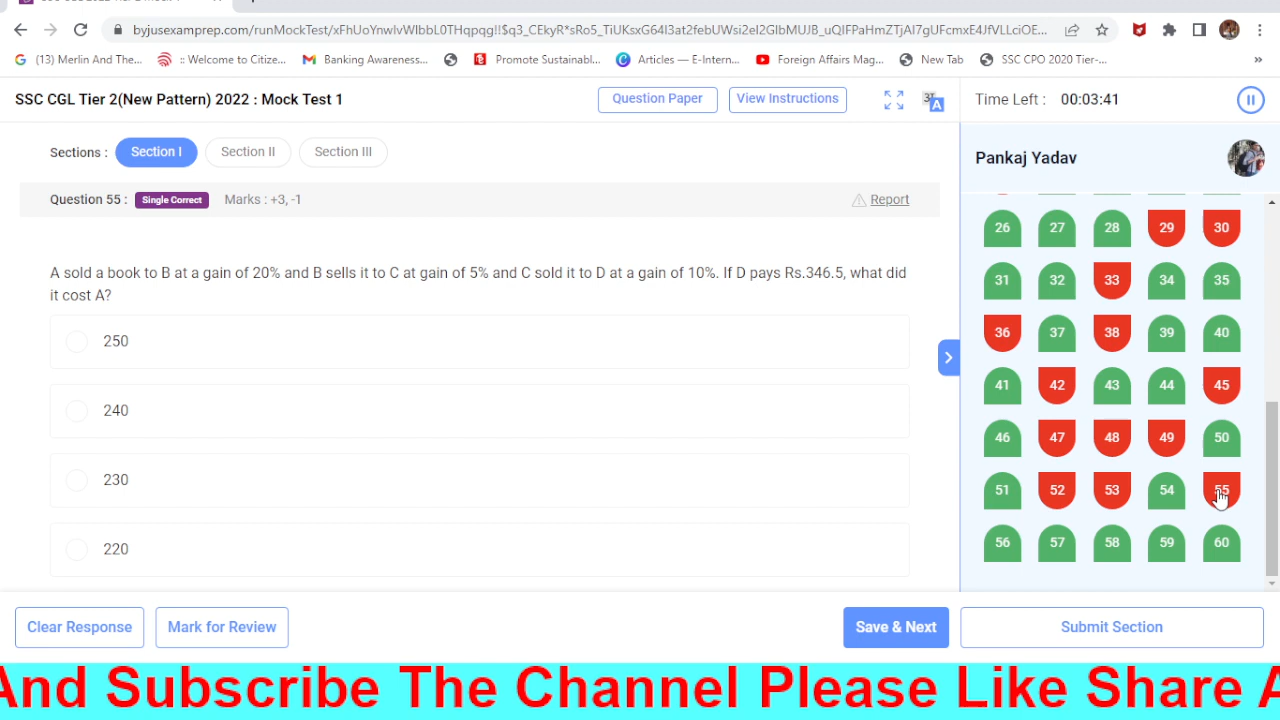 byjusexamprep.com/runMockTest/xFhUoYnwIvWIbbL0THqpqg!!$q3_CEkyR*sRo5_TiUKsxG64I3at2febUWsi2eI2GIbMUJ8_uQIFPaHmZTjAI7gUFcmxE4JfVLLciOE...
(13) Merlin And The...
:: Welcome to Citize...
Banking Awareness...
Promote Sustainabl...
Articles — E-Intern...
Foreign Affairs Mag...
New Tab
SSC CPO 2020 Tier-...
»
SSC CGL Tier 2(New Pattern) 2022 : Mock Test 1
Question Paper
View Instructions
Time Left : 00:03:41
Sections : Section I Section II Section III
Pankaj Yadav
Question 55 : Single Correct Marks : +3, -1
Report
A sold a book to B at a gain of 20% and B sells it to C at gain of 5% and C sold it to D at a gain of 10%. If D pays Rs.346.5, what did
it cost A?
250
240
230
220
26 27 28 29 30
31 32 33 34 35
36 37 38 39 40
41 42 43 44 45
46 47 48 49 50
51 52 53 54 55
56 57 58 59 60
Clear Response
Mark for Review
Save & Next
Submit Section
And Subscribe The Channel Please Like Share A